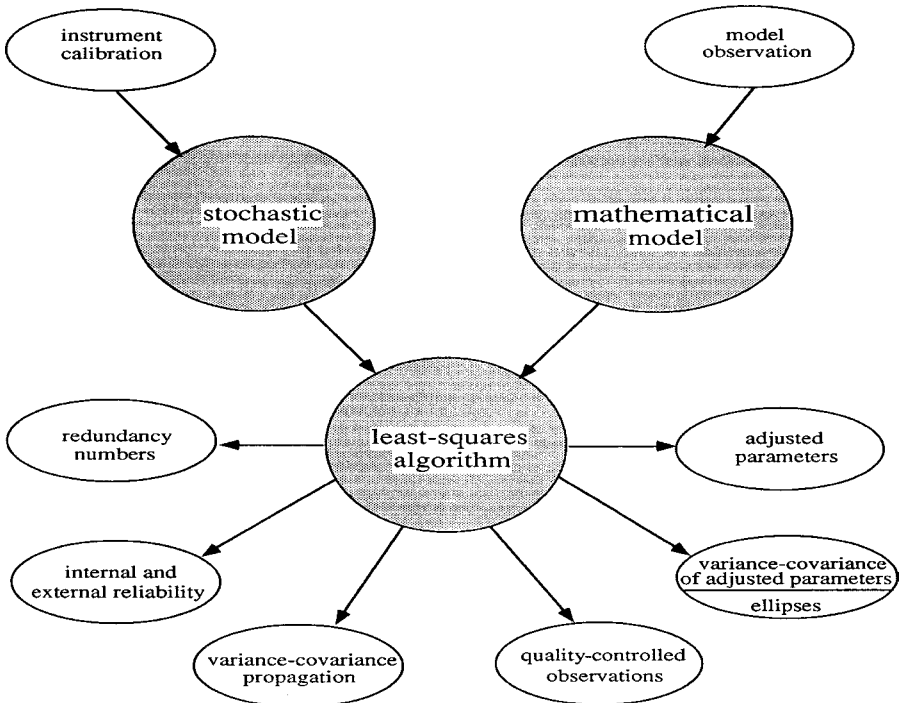 instrument
calibration
model
observation
stochastic
model
mathematical
model
least-squares
algorithm
redundancy
numbers
adjusted
parameters
internal and
external reliability
variance-covariance
of adjusted parameters
ellipses
variance-covariance
propagation
quality-controlled
observations